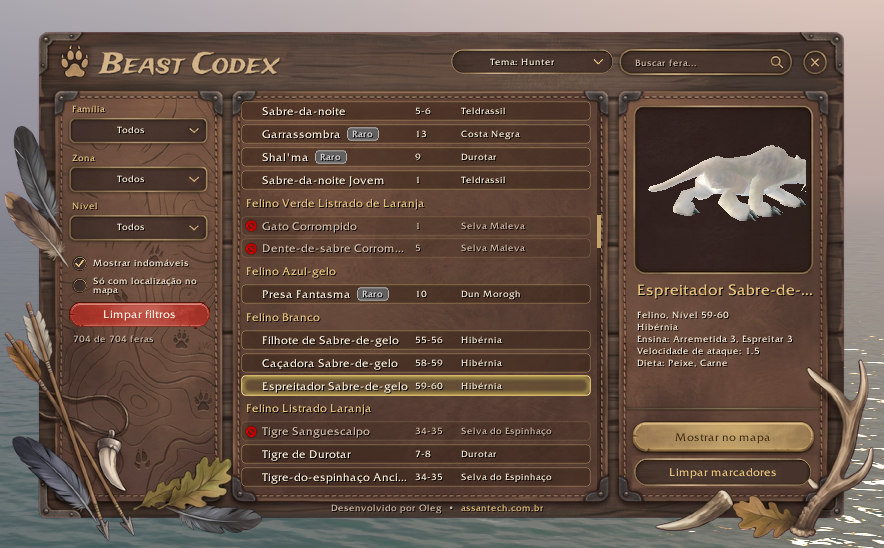 BEAST CODEX
Tema: Hunter
Buscar fera...
Família
Todos
Zona
Todos
Nível
Todos
Mostrar indomáveis
Só com localização no
mapa
Limpar filtros
704 de 704 feras
Sabre-da-noite 5-6 Teldrassil
Garrassombra Raro 13 Costa Negra
Shal'ma Raro 9 Durotar
Sabre-da-noite Jovem 1 Teldrassil
Felino Verde Listrado de Laranja
Gato Corrompido 1 Selva Maleva
Dente-de-sabre Corrom... 5 Selva Maleva
Felino Azul-gelo
Presa Fantasma Raro 10 Dun Morogh
Felino Branco
Filhote de Sabre-de-gelo 55-56 Hibérnia
Caçadora Sabre-de-gelo 58-59 Hibérnia
Espreitador Sabre-de-gelo 59-60 Hibérnia
Felino Listrado Laranja
Tigre Sanguescalpo 34-35 Selva do Espinhaço
Tigre de Durotar 7-8 Durotar
Tigre-do-espinhaço Anci... 34-35 Selva do Espinhaço
Espreitador Sabre-de-...
Felino, Nível 59-60
Hibérnia
Ensina: Arremetida 3, Espreitar 3
Velocidade de ataque: 1.5
Dieta: Peixe, Carne
Mostrar no mapa
Limpar marcadores
Desenvolvido por Oleg • assantech.com.br